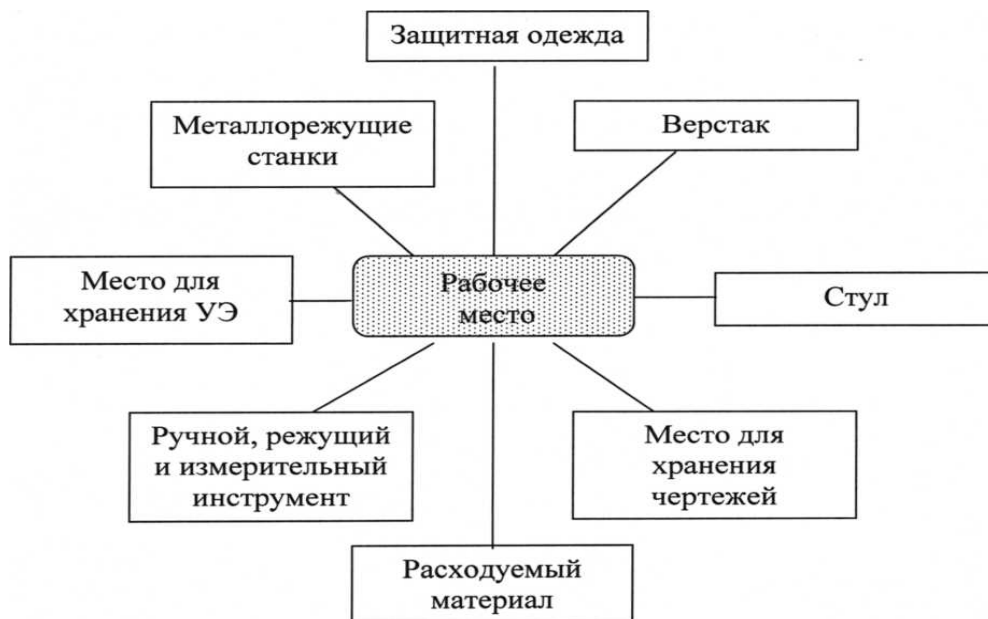 Защитная одежда
Металлорежущие
станки
Верстак
Место для
хранения УЭ
Рабочее
место
Стул
Ручной, режущий
и измерительный
инструмент
Место для
хранения
чертежей
Расходуемый
материал